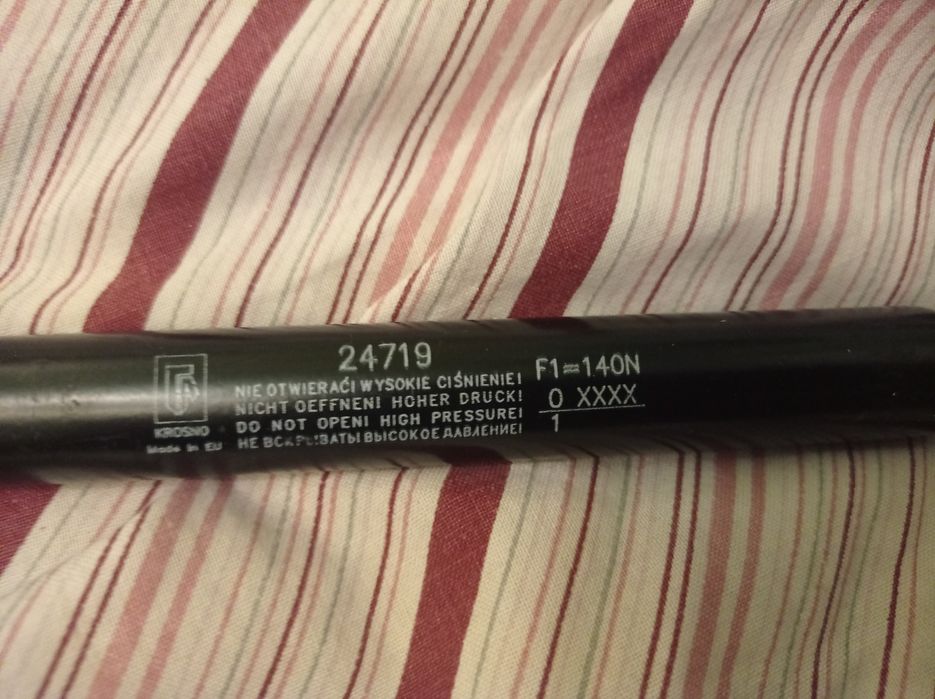 24719
NIE OTWIERAĆ! WYSOKIE CIŚNIENIE!
NICHT OEFFNEN! HOHER DRUCK!
DO NOT OPEN! HIGH PRESSURE!
НЕ ВСКРЫВАТЬ! ВЫСОКОЕ ДАВЛЕНИЕ!
KROSNO
Made in EU
F1=140N
0 XXXX
1